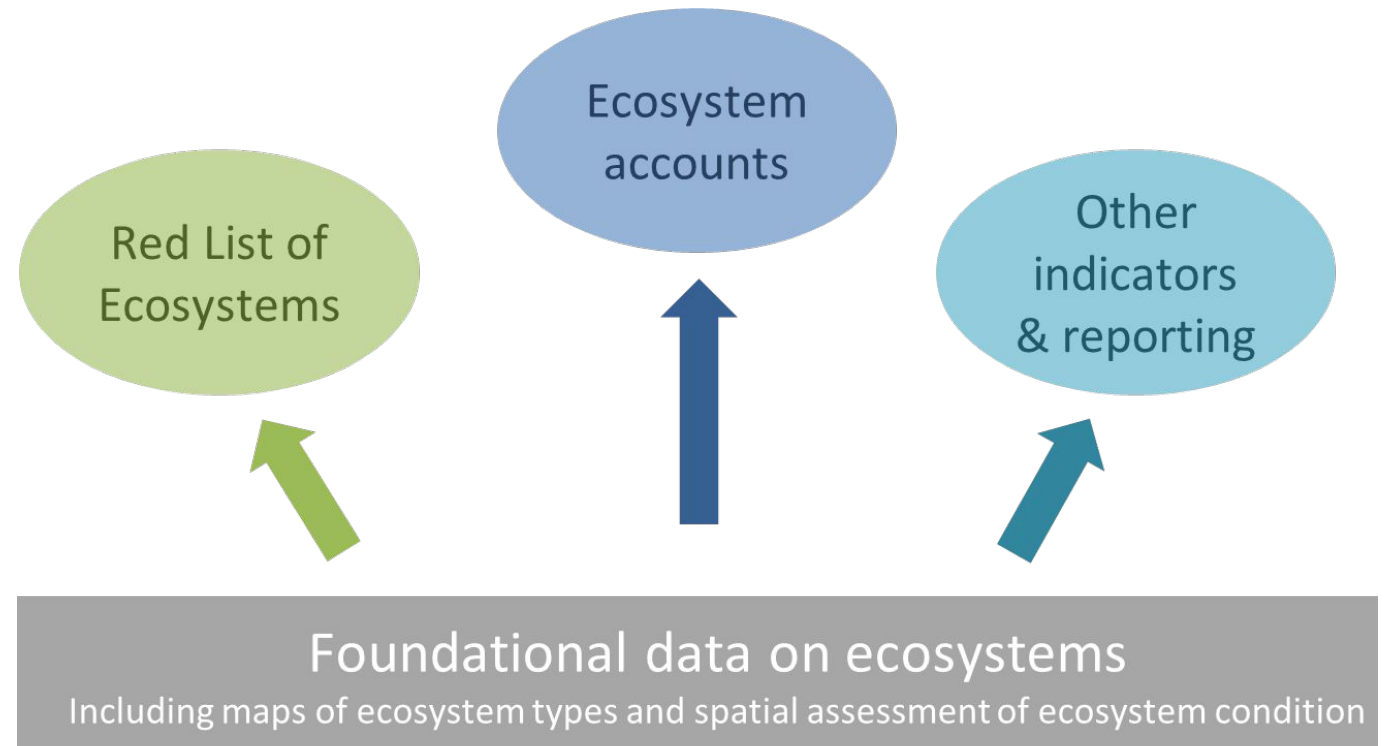 Ecosystem
accounts
Red List of
Ecosystems
Other
indicators
& reporting
Foundational data on ecosystems
Including maps of ecosystem types and spatial assessment of ecosystem condition